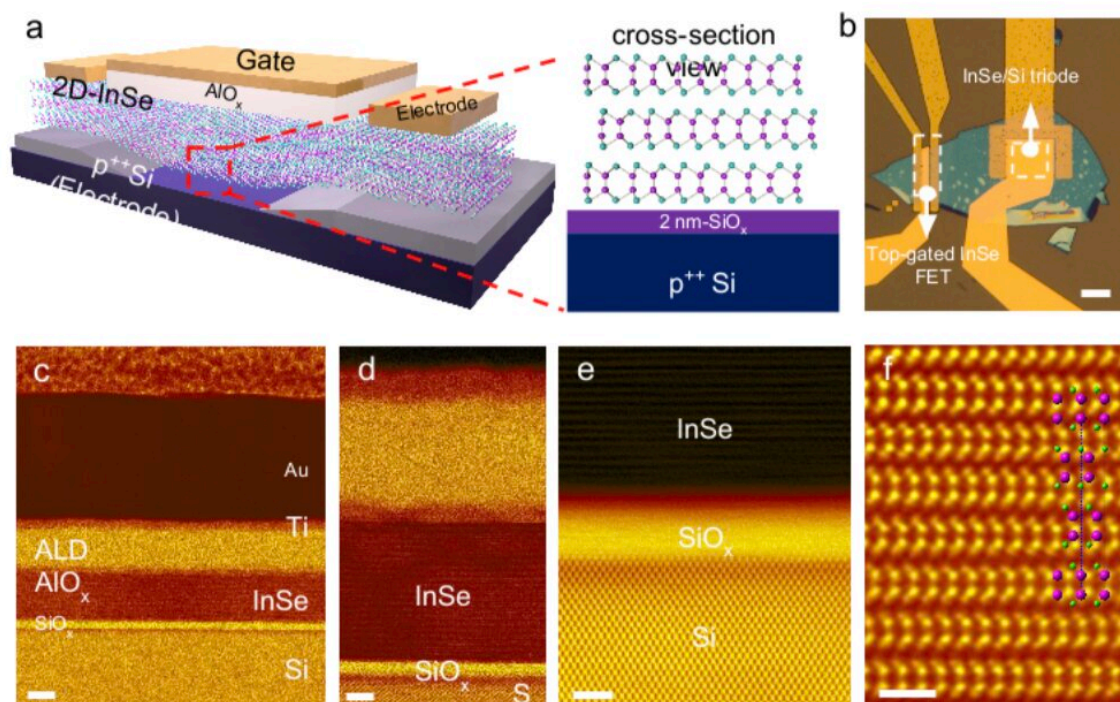 a
Gate
AlOₓ
2D-InSe
Electrode
p⁺⁺Si
(Electrode)
cross-section
view
2 nm-SiOₓ
p⁺⁺ Si
b
InSe/Si triode
Top-gated InSe
FET
c
Au
Ti
ALD
AlOₓ
InSe
SiOₓ
Si
d
InSe
SiOₓ
S
e
InSe
SiOₓ
Si
f